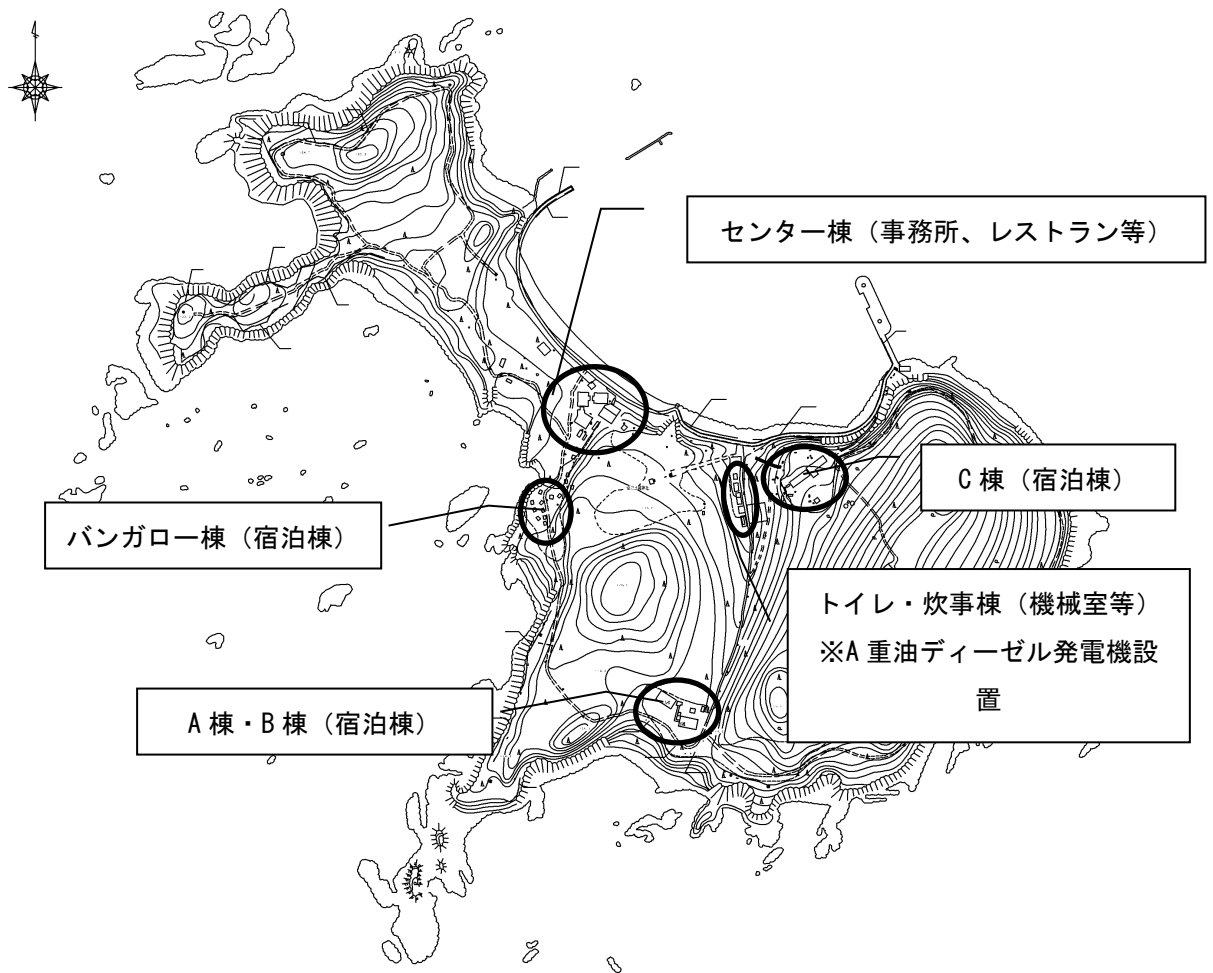 センター棟（事務所、レストラン等）
C棟（宿泊棟）
バンガロー棟（宿泊棟）
トイレ・炊事棟（機械室等）
※A重油ディーゼル発電機設
置
A棟・B棟（宿泊棟）